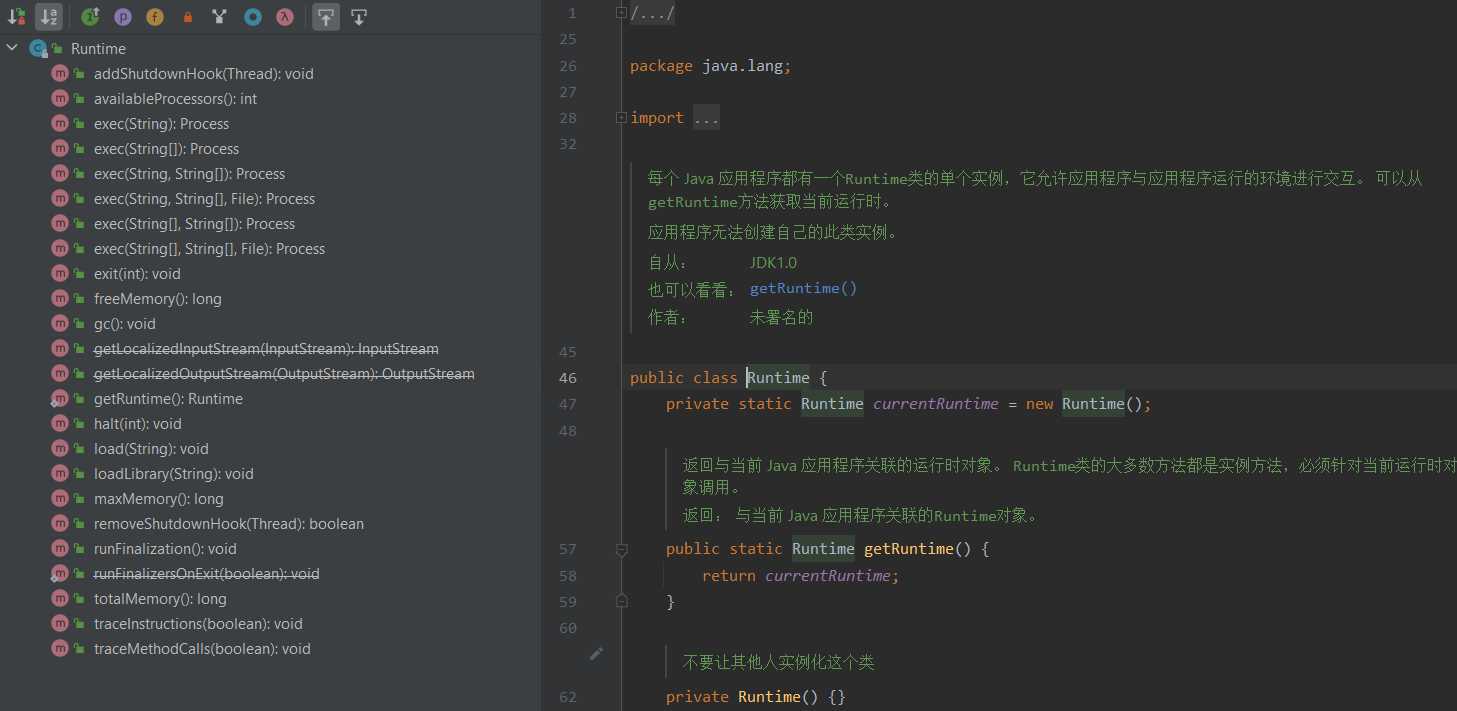 Runtime
addShutdownHook(Thread): void
availableProcessors(): int
exec(String): Process
exec(String[]): Process
exec(String, String[]): Process
exec(String, String[], File): Process
exec(String[], String[]): Process
exec(String[], String[], File): Process
exit(int): void
freeMemory(): long
gc(): void
getLocalizedInputStream(InputStream): InputStream
getLocalizedOutputStream(OutputStream): OutputStream
getRuntime(): Runtime
halt(int): void
load(String): void
loadLibrary(String): void
maxMemory(): long
removeShutdownHook(Thread): boolean
runFinalization(): void
runFinalizersOnExit(boolean): void
totalMemory(): long
traceInstructions(boolean): void
traceMethodCalls(boolean): void
1 /.../
25
26 package java.lang;
27
28 import ...
32
每个 Java 应用程序都有一个Runtime类的单个实例，它允许应用程序与应用程序运行的环境进行交互。 可以从
getRuntime方法获取当前运行时。
应用程序无法创建自己的此类实例。
自从： JDK1.0
也可以看看： getRuntime()
作者： 未署名的
45
46 public class Runtime {
47 private static Runtime currentRuntime = new Runtime();
48
返回与当前 Java 应用程序关联的运行时对象。 Runtime类的大多数方法都是实例方法，必须针对当前运行时对
象调用。
返回： 与当前 Java 应用程序关联的Runtime对象。
57 public static Runtime getRuntime() {
58 return currentRuntime;
59 }
60
不要让其他人实例化这个类
62 private Runtime() {}